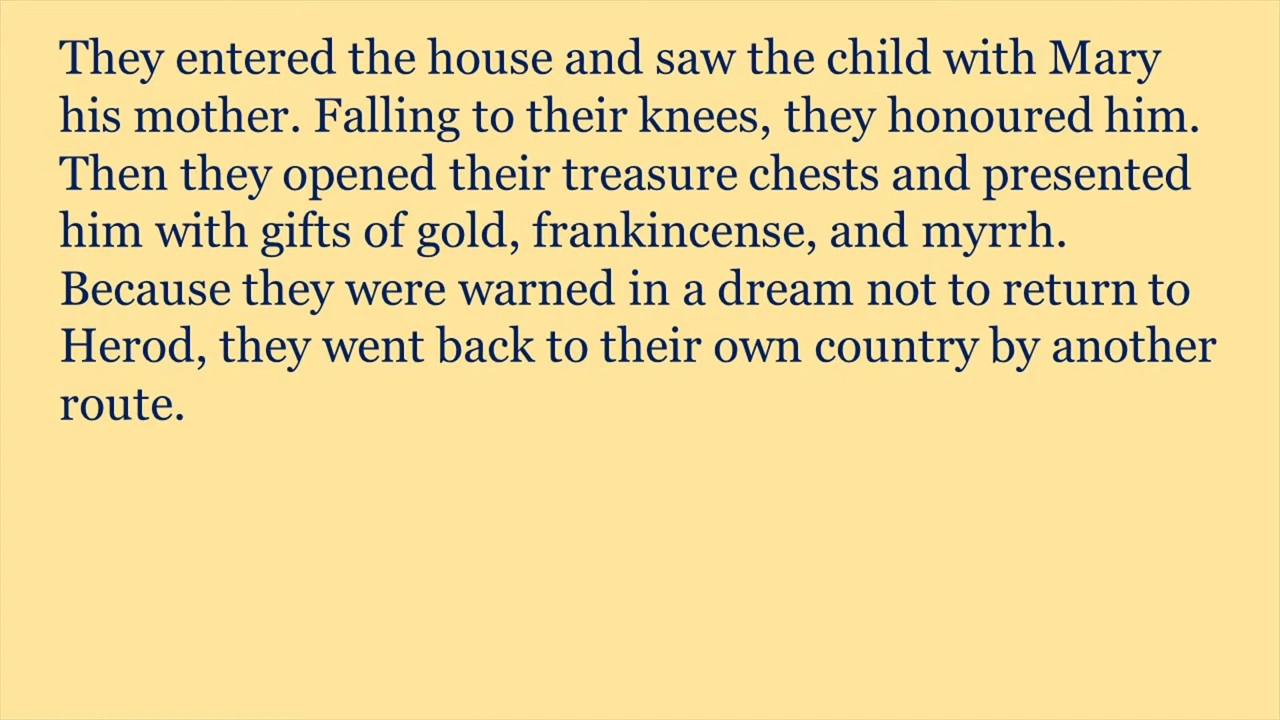 They entered the house and saw the child with Mary
his mother. Falling to their knees, they honoured him.
Then they opened their treasure chests and presented
him with gifts of gold, frankincense, and myrrh.
Because they were warned in a dream not to return to
Herod, they went back to their own country by another
route.